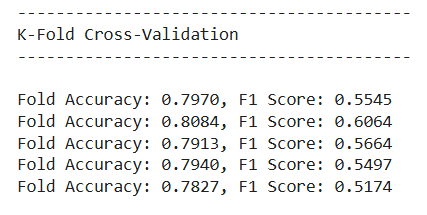 ----------------------------------------
K-Fold Cross-Validation
----------------------------------------
Fold Accuracy: 0.7970, F1 Score: 0.5545
Fold Accuracy: 0.8084, F1 Score: 0.6064
Fold Accuracy: 0.7913, F1 Score: 0.5664
Fold Accuracy: 0.7940, F1 Score: 0.5497
Fold Accuracy: 0.7827, F1 Score: 0.5174